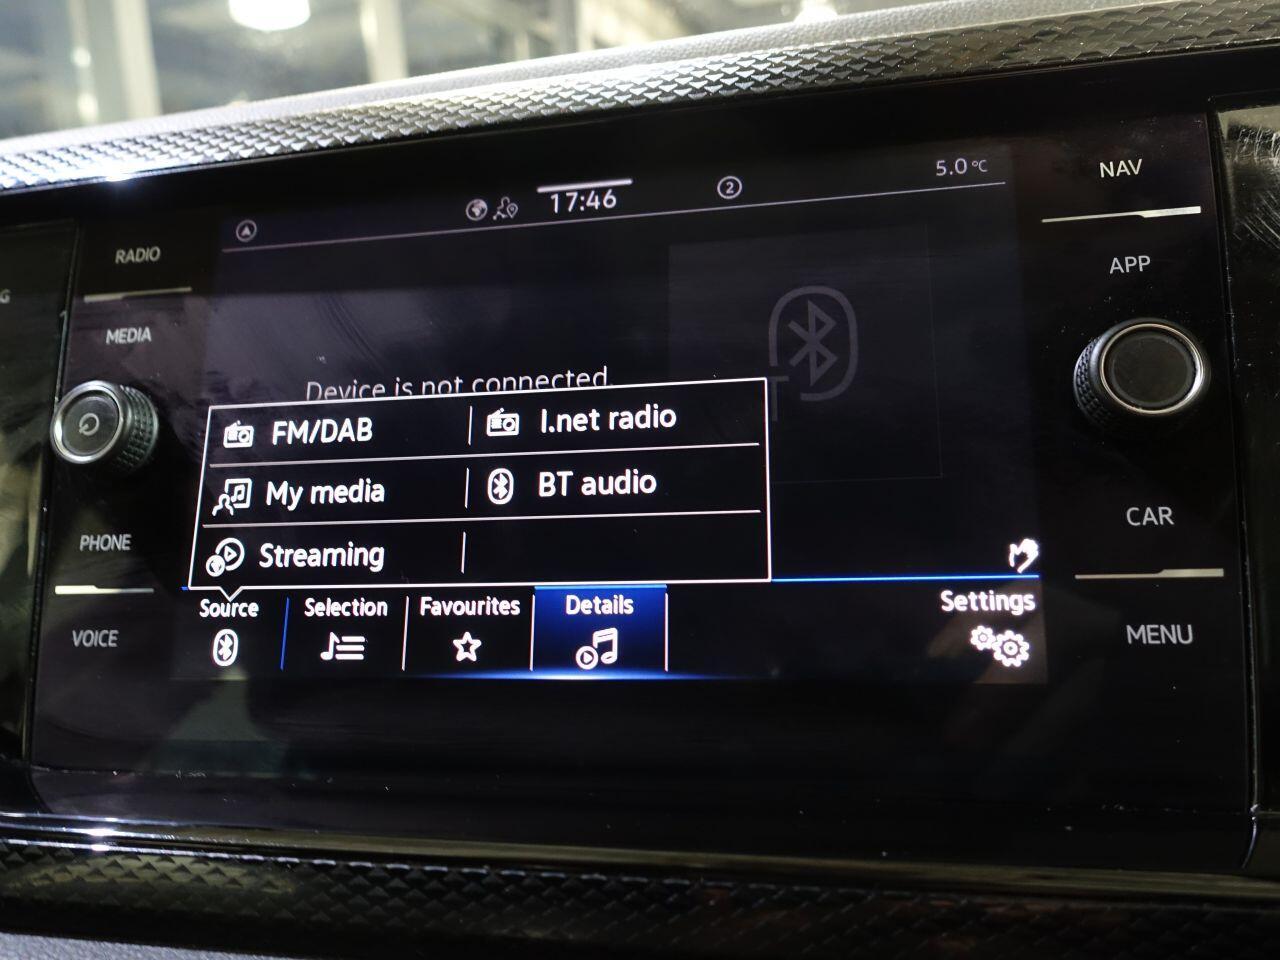 17:46
2
5.0 °C
NAV
RADIO
APP
MEDIA
Device is not connected.
FM/DAB
I.net radio
My media
BT audio
Streaming
PHONE
CAR
VOICE
MENU
Source
Selection
Favourites
Details
Settings